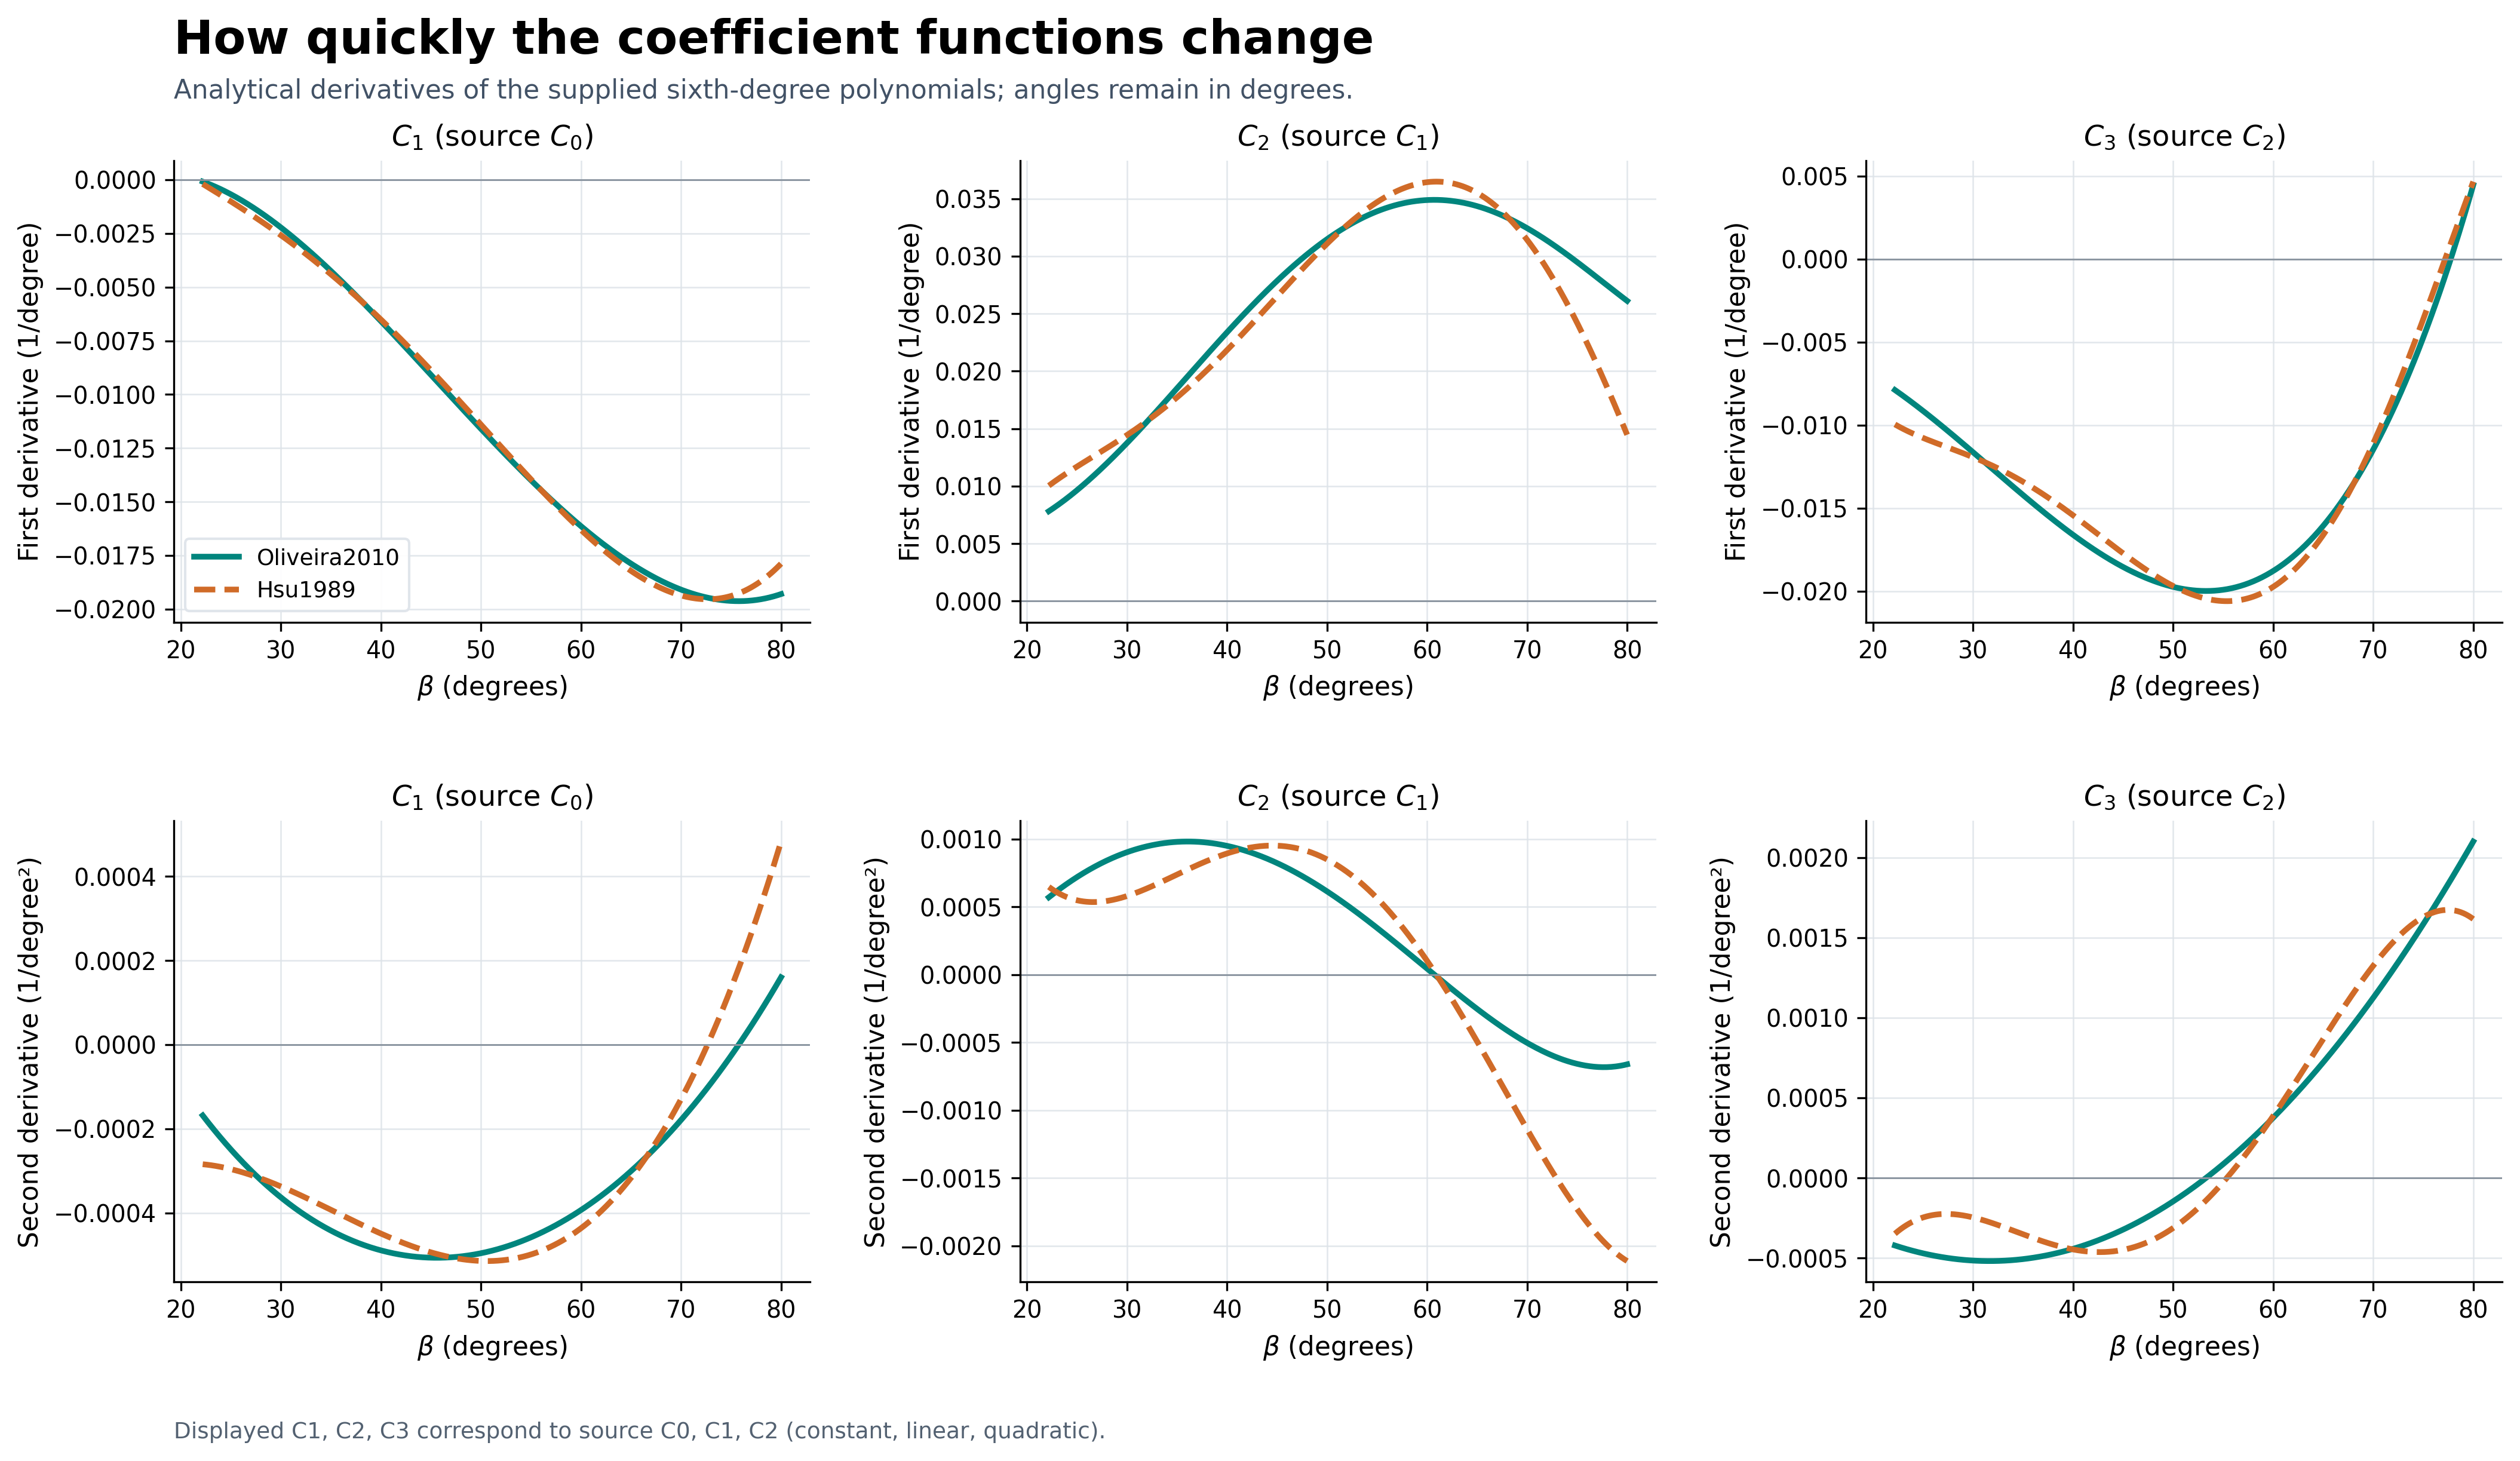 How quickly the coefficient functions change
Analytical derivatives of the supplied sixth-degree polynomials; angles remain in degrees.
C₁ (source C₀)
First derivative (1/degree)
0.0000
−0.0025
−0.0050
−0.0075
−0.0100
−0.0125
−0.0150
−0.0175
−0.0200
Oliveira2010
Hsu1989
20 30 40 50 60 70 80
β (degrees)
C₂ (source C₁)
First derivative (1/degree)
0.035
0.030
0.025
0.020
0.015
0.010
0.005
0.000
20 30 40 50 60 70 80
β (degrees)
C₃ (source C₂)
First derivative (1/degree)
0.005
0.000
−0.005
−0.010
−0.015
−0.020
20 30 40 50 60 70 80
β (degrees)
C₁ (source C₀)
Second derivative (1/degree²)
0.0004
0.0002
0.0000
−0.0002
−0.0004
20 30 40 50 60 70 80
β (degrees)
C₂ (source C₁)
Second derivative (1/degree²)
0.0010
0.0005
0.0000
−0.0005
−0.0010
−0.0015
−0.0020
20 30 40 50 60 70 80
β (degrees)
C₃ (source C₂)
Second derivative (1/degree²)
0.0020
0.0015
0.0010
0.0005
0.0000
−0.0005
20 30 40 50 60 70 80
β (degrees)
Displayed C1, C2, C3 correspond to source C0, C1, C2 (constant, linear, quadratic).